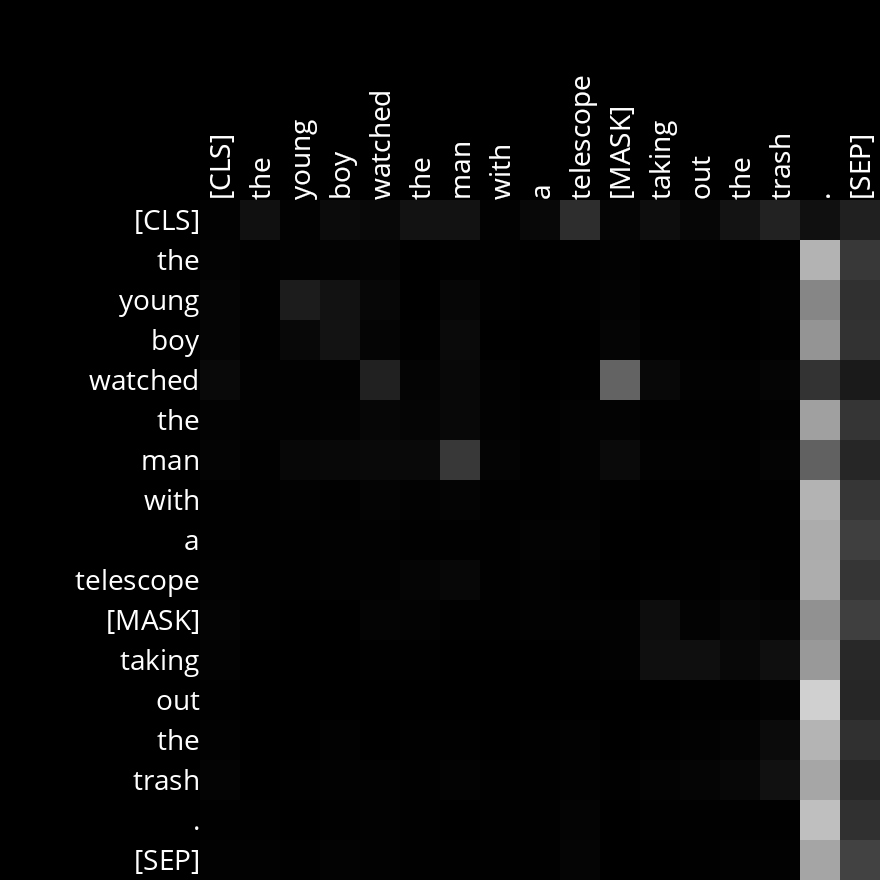 [CLS] the young boy watched the man with a telescope [MASK] taking out the trash . [SEP]
[CLS]
the
young
boy
watched
the
man
with
a
telescope
[MASK]
taking
out
the
trash
.
[SEP]